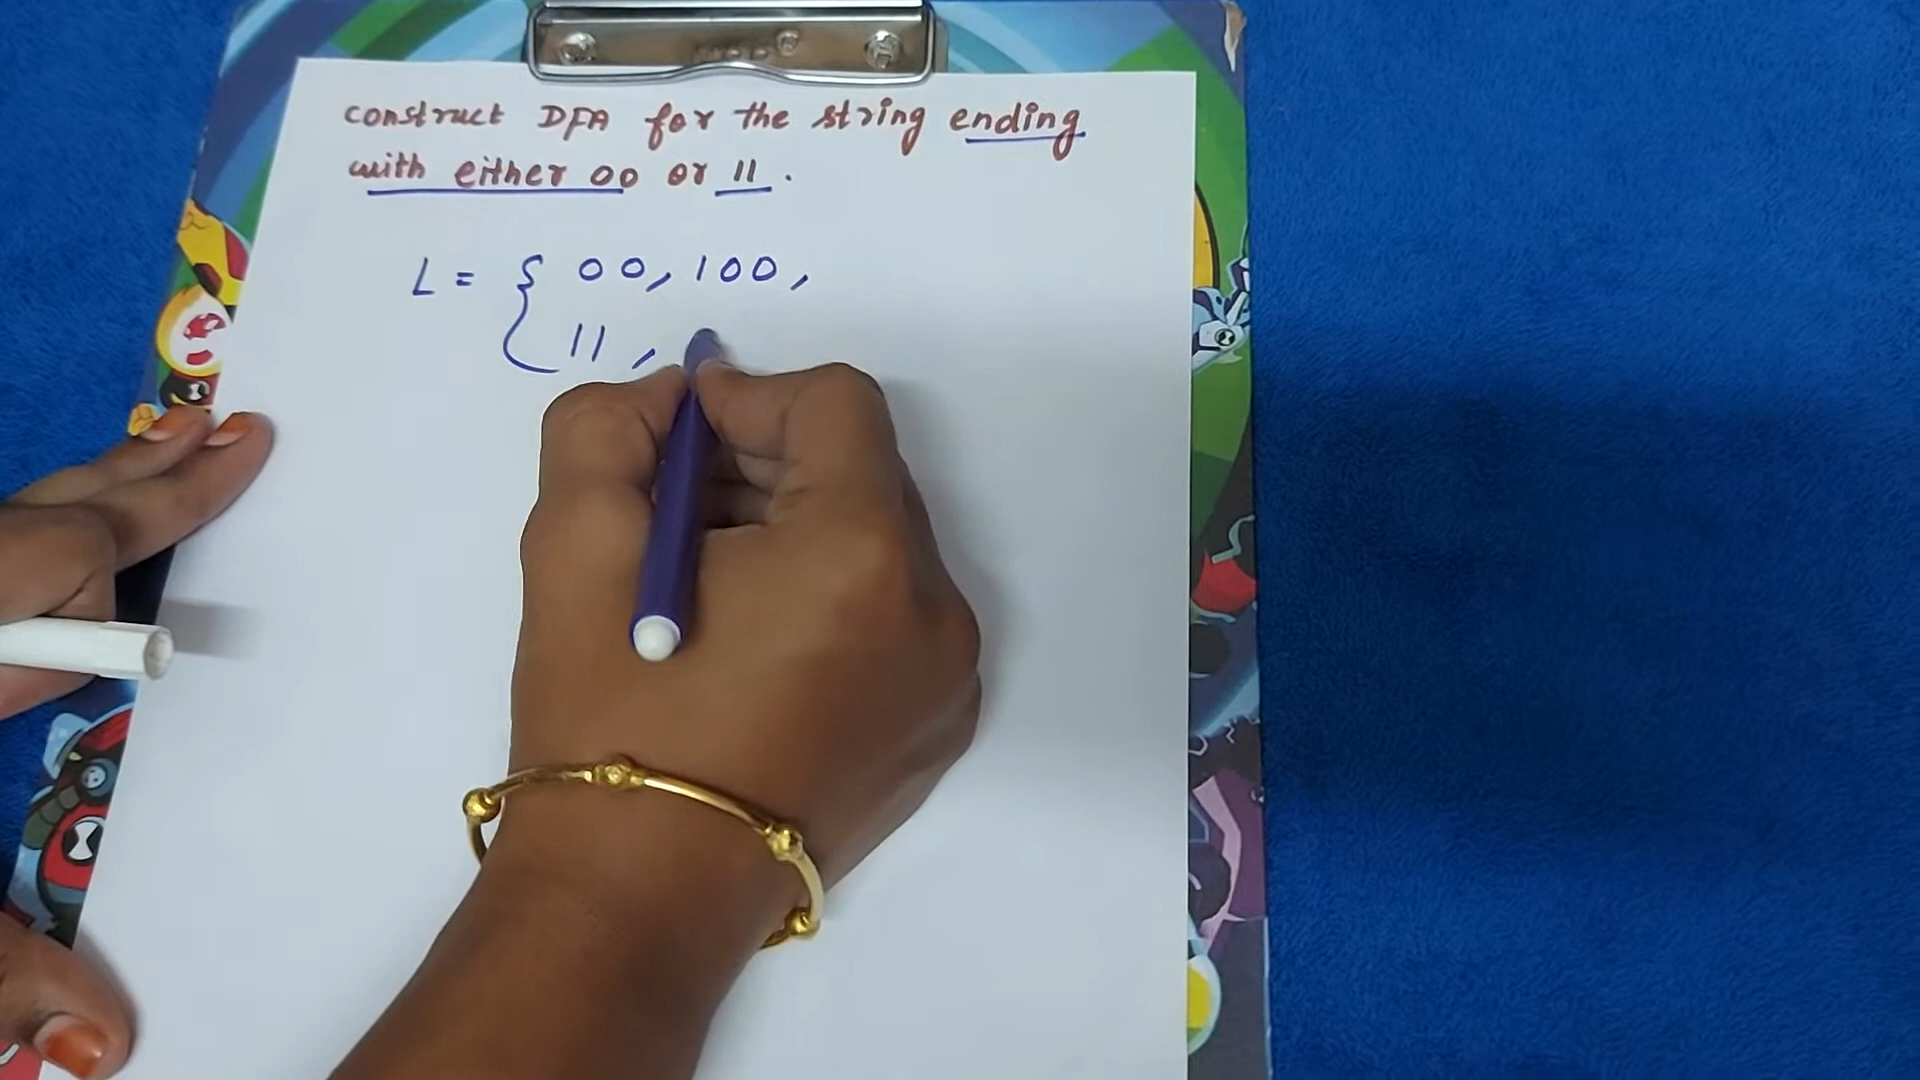 construct DFA for the string ending
with either 00 or 11 .
L = { 00, 100,
11 ,